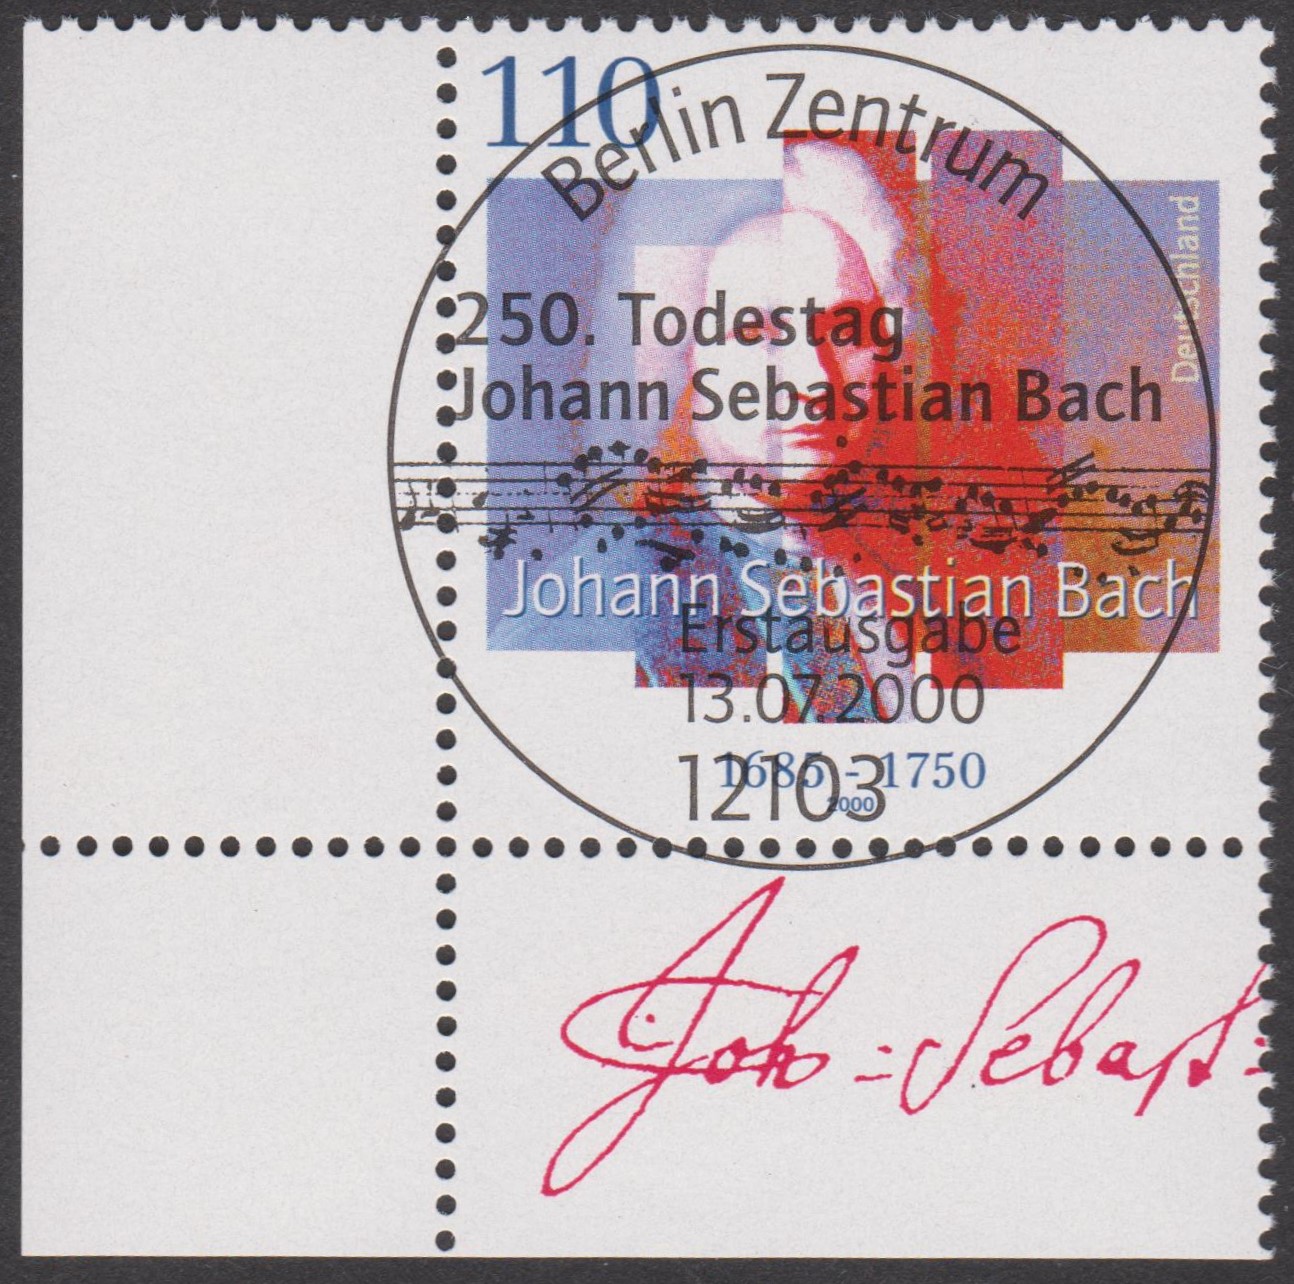 110
Berlin Zentrum
Deutschland
250. Todestag
Johann Sebastian Bach
Johann Sebastian Bach
Erstausgabe
13.07.2000
1685 - 1750
12103
2000
Joh = Sebast =